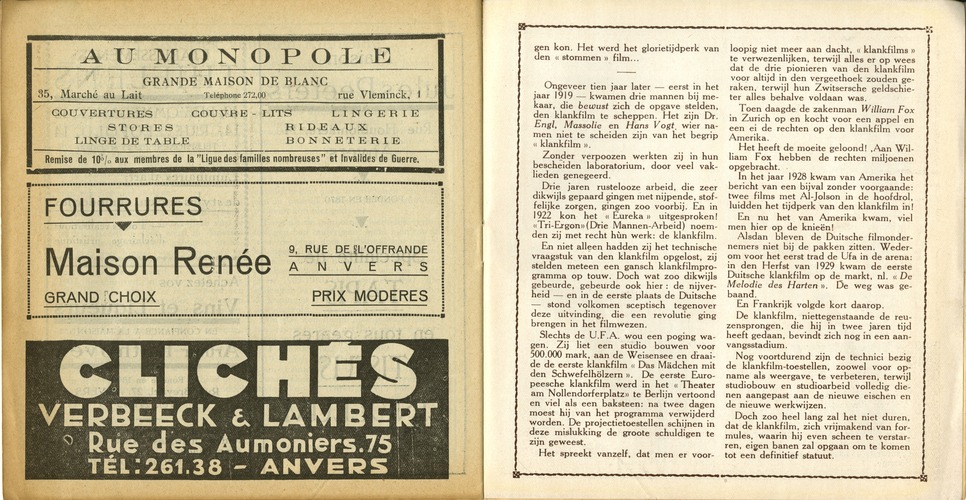 AU MONOPOLE
GRANDE MAISON DE BLANC
35, Marché au Lait Téléphone 272,00 rue Vleminck, 1
COUVERTURES COUVRE-LITS LINGERIE
STORES RIDEAUX
LINGE DE TABLE BONNETERIE
Remise de 10% aux membres de la "Ligue des familles nombreuses" et Invalides de Guerre.
FOURRURES
Maison Renée
9, RUE DE L'OFFRANDE
ANVERS
GRAND CHOIX PRIX MODERES
CLICHÉS
VERBEECK & LAMBERT
Rue des Aumoniers.75
TÉL:261.38 - ANVERS
gen kon. Het werd het glorietijdperk van
den « stommen » film...
Ongeveer tien jaar later — eerst in het
jaar 1919 — kwamen drie mannen bij me-
kaar, die bewust zich de opgave stelden,
den klankfilm te scheppen. Het zijn Dr.
Engl, Massolie en Hans Vogt, wier na-
men niet te scheiden zijn van het begrip
« klankfilm ».
Zonder verpoozen werkten zij in hun
bescheiden laboratorium, door veel vak-
lieden genegeerd.
Drie jaren rustelooze arbeid, die zeer
dikwijls gepaard gingen met nijpende, stof-
felijke zorgen, gingen zoo voorbij. En in
1922 kon het « Eureka » uitgesproken!
«Tri-Ergon» (Drie Mannen-Arbeid) noem-
den zij met recht hùn werk: de klankfilm.
En niet alleen hadden zij het technische
vraagstuk van den klankfilm opgelost, zij
stelden meteen een gansch klankfilmpro-
gramma op touw. Doch wat zoo dikwijls
gebeurde, gebeurde ook hier : de nijver-
heid — en in de eerste plaats de Duitsche
— stond volkomen sceptisch tegenover
deze uitvinding, die een revolutie ging
brengen in het filmwezen.
Slechts de U.F.A. wou een poging wa-
gen. Zij liet een studio bouwen voor
500.000 mark, aan de Weisensee en draai-
de de eerste klankfilm « Das Mädchen mit
den Schwefelhölzern ». De eerste Euro-
peesche klankfilm werd in het « Theater
am Nollendorferplatz» te Berlijn vertoond
en viel als een baksteen: na twee dagen
moest hij van het programma verwijderd
worden. De projectietoestellen schijnen in
deze mislukking de groote schuldigen te
zijn geweest.
Het spreekt vanzelf, dat men er voor-
loopig niet meer aan dacht, « klankfilms »
te verwezenlijken, terwijl alles er op wees
dat de drie pionieren van den klankfilm
voor altijd in den vergeethoek zouden ge-
raken, terwijl hun Zwitsersche geldschie-
ter alles behalve voldaan was.
Toen daagde de zakenman William Fox
in Zurich op en kocht voor een appel en
een ei de rechten op den klankfilm voor
Amerika.
Het heeft de moeite geloond! Aan Wil-
liam Fox hebben de rechten miljoenen
opgebracht.
In het jaar 1928 kwam van Amerika het
bericht van een bijval zonder voorgaande:
twee films met Al-Jolson in de hoofdrol,
luidden het tijdperk van den klankfilm in!
En nu het van Amerika kwam, viel
men hier op de knieën!
Alsdan bleven de Duitsche filmonder-
nemers niet bij de pakken zitten. Weder-
om voor het eerst trad de Ufa in de arena:
in den Herfst van 1929 kwam de eerste
Duitsche klankfilm op de markt, nl. « De
Melodie des Harten ». De weg was ge-
baand.
En Frankrijk volgde kort daarop.
De klankfilm, niettegenstaande de reu-
zensprongen, die hij in twee jaren tijd
heeft gedaan, bevindt zich nog in een aan-
vangsstadium.
Nog voortdurend zijn de technici bezig
de klankfilm-toestellen, zoowel voor op-
name als weergave, te verbeteren, terwijl
studiobouw en studioarbeid volledig die-
nen aangepast aan de nieuwe eischen en
de nieuwe werkwijzen.
Doch zoo heel lang zal het niet duren,
dat de klankfilm, zich vrijmakend van for-
mules, waarin hij even scheen te verstar-
ren, eigen banen zal opgaan om te komen
tot een definitief statuut.